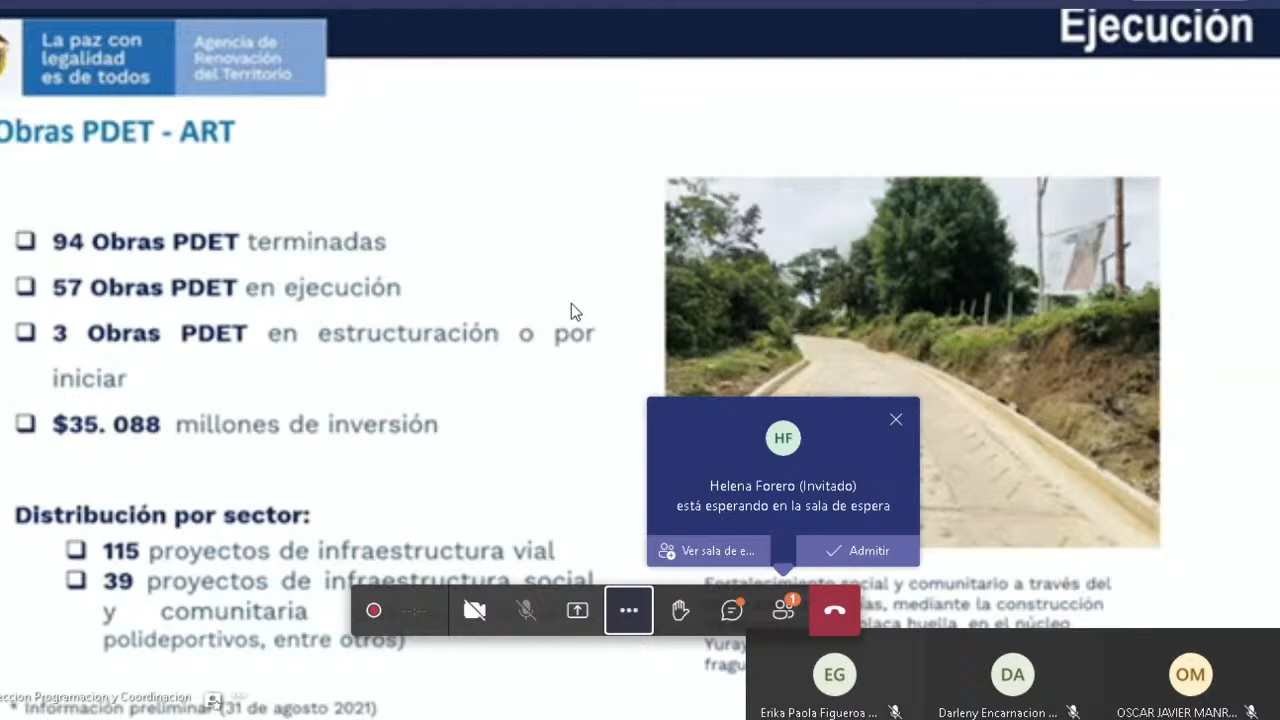 Ejecución
La paz con
legalidad
es de todos
Agencia de
Renovación
del Territorio
Obras PDET - ART
94 Obras PDET terminadas
57 Obras PDET en ejecución
3 Obras PDET en estructuración o por
iniciar
$35. 088 millones de inversión
Distribución por sector:
115 proyectos de infraestructura vial
39 proyectos de infraestructura social
y comunitaria
polideportivos, entre otros)
* Información preliminar (31 de agosto 2021)
HF
Helena Forero (Invitado)
está esperando en la sala de espera
Ver sala de e...
Admitir
--:--
1
Fortalecimiento social y comunitario a través del
mediante la construcción
placa huella en el núcleo
Programacion y Coordinacion
EG
DA
OM
Erika Paola Figueroa ...
Darleny Encarnacion ...
OSCAR JAVIER MANR...